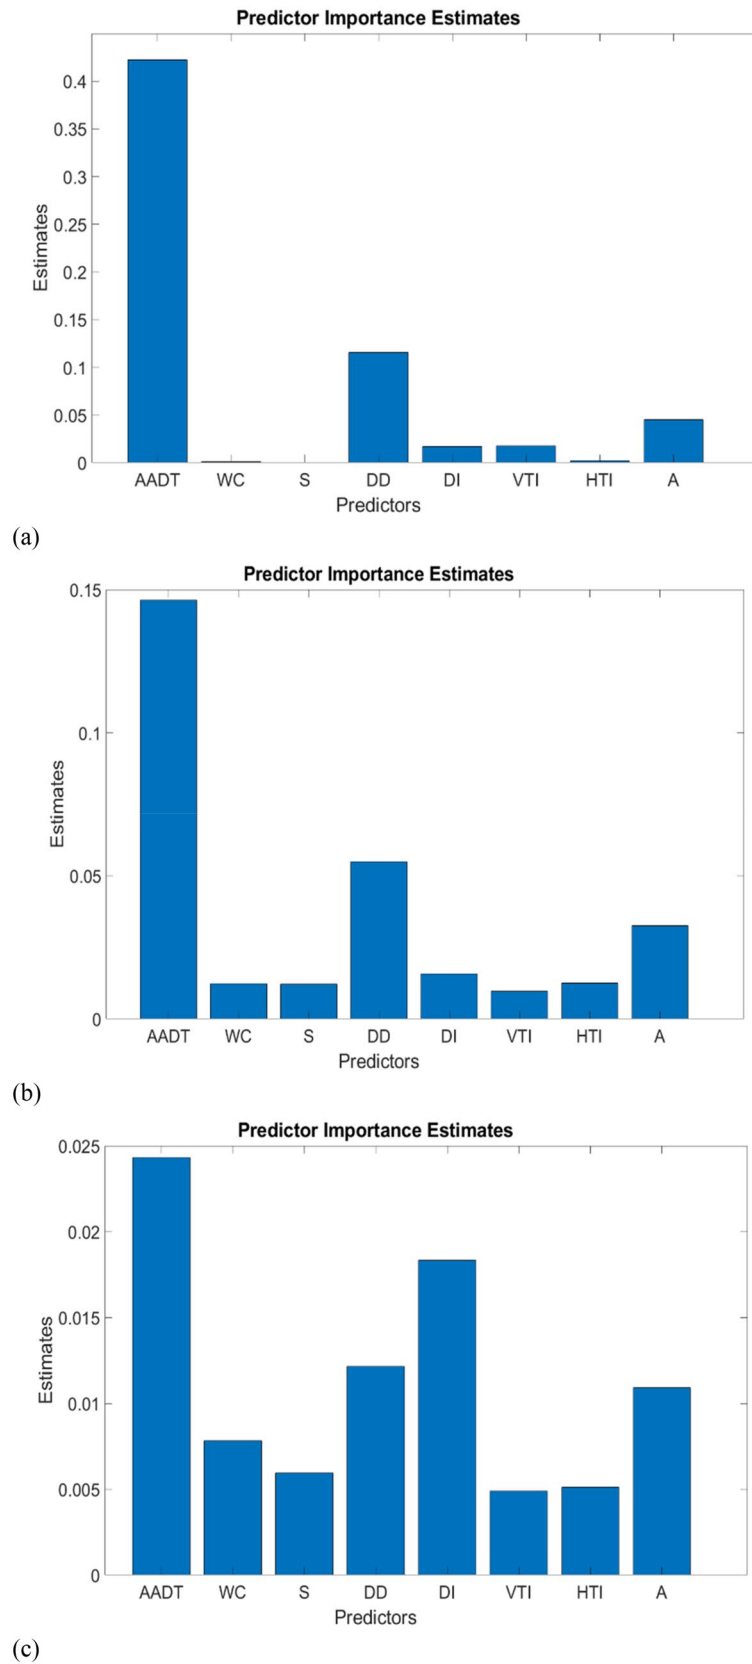 Predictor Importance Estimates
0.4
0.35
0.3
0.25
0.2
0.15
0.1
0.05
0
Estimates
AADT WC S DD DI VTI HTI A
Predictors
(a)
Predictor Importance Estimates
0.15
0.1
0.05
0
Estimates
AADT WC S DD DI VTI HTI A
Predictors
(b)
Predictor Importance Estimates
0.025
0.02
0.015
0.01
0.005
0
Estimates
AADT WC S DD DI VTI HTI A
Predictors
(c)